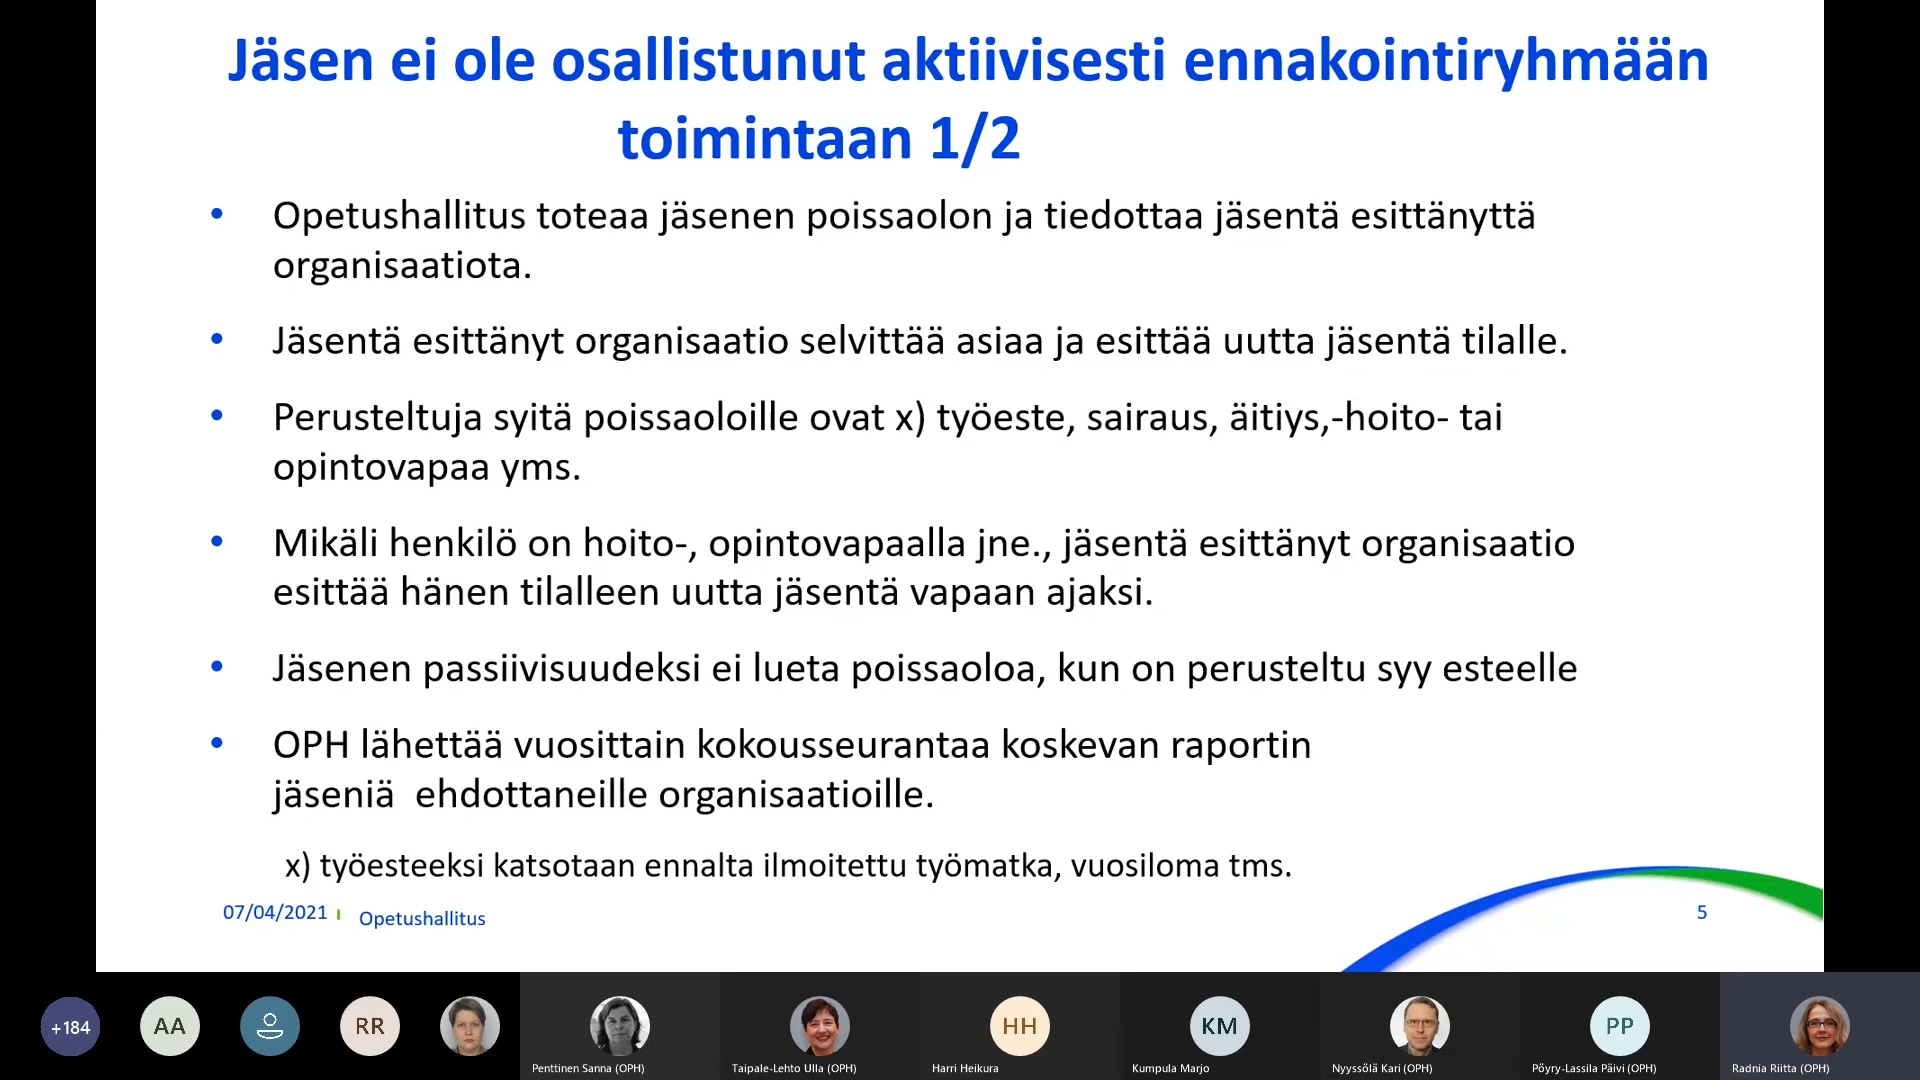 Jäsen ei ole osallistunut aktiivisesti ennakointiryhmään
toimintaan 1/2
• Opetushallitus toteaa jäsenen poissaolon ja tiedottaa jäsentä esittänyttä
organisaatiota.
• Jäsentä esittänyt organisaatio selvittää asiaa ja esittää uutta jäsentä tilalle.
• Perusteltuja syitä poissaoloille ovat x) työeste, sairaus, äitiys,-hoito- tai
opintovapaa yms.
• Mikäli henkilö on hoito-, opintovapaalla jne., jäsentä esittänyt organisaatio
esittää hänen tilalleen uutta jäsentä vapaan ajaksi.
• Jäsenen passiivisuudeksi ei lueta poissaoloa, kun on perusteltu syy esteelle
• OPH lähettää vuosittain kokousseurantaa koskevan raportin
jäseniä  ehdottaneille organisaatioille.
x) työesteeksi katsotaan ennalta ilmoitettu työmatka, vuosiloma tms.
07/04/2021 Opetushallitus 5
+184 AA RR HH KM PP
Penttinen Sanna (OPH) Taipale-Lehto Ulla (OPH) Harri Heikura Kumpula Marjo Nyyssölä Kari (OPH) Pöyry-Lassila Päivi (OPH) Radnia Riitta (OPH)